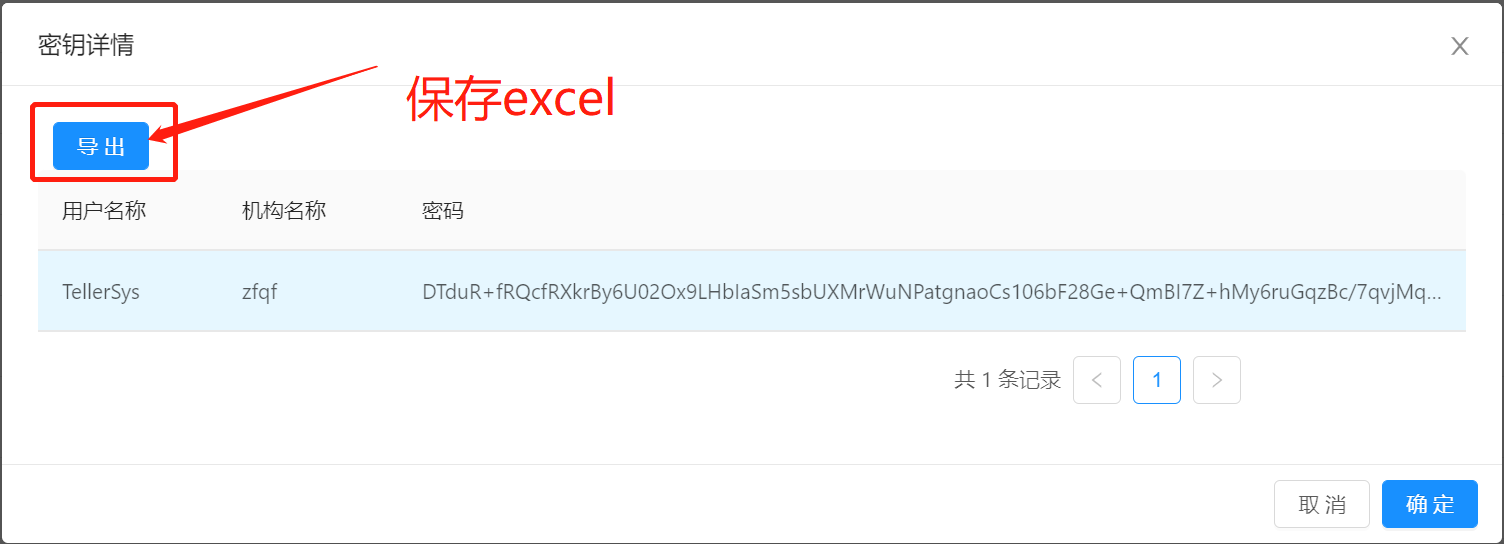 密钥详情
保存excel
导出
用户名称 机构名称 密码
TellerSys zfqf DTduR+fRQcfRXkrBy6U02Ox9LHbIaSm5sbUXMrWuNPatgnaoCs106bF28Ge+QmBI7Z+hMy6ruGqzBc/7qvjMq...
共 1 条记录 < 1 >
取消 确定